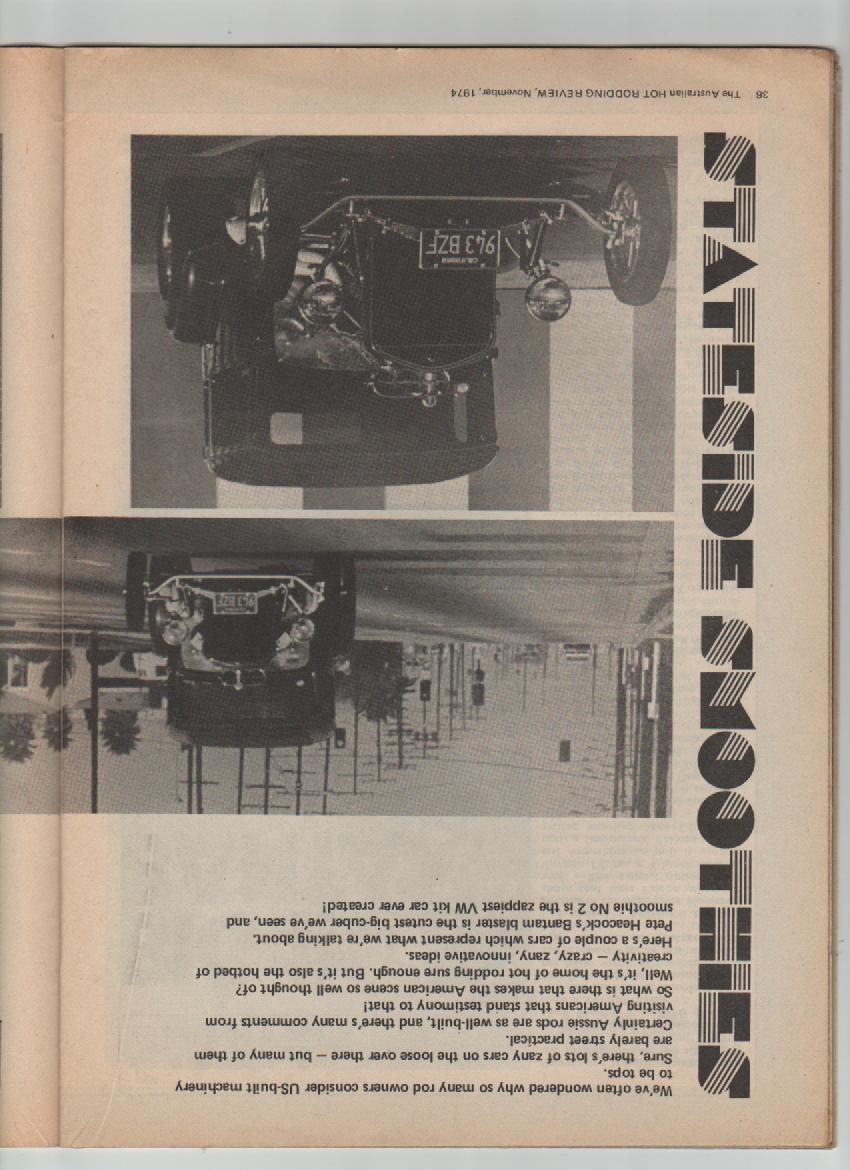 STATESIDE SMOOTHIES
We've often wondered why so many rod owners consider US-built machinery
to be tops.
Sure, there's lots of zany cars on the loose over there — but many of them
are barely street practical.
Certainly Aussie rods are as well-built, and there's many comments from
visiting Americans that stand testimony to that!
So what is there that makes the American scene so well thought of?
Well, it's the home of hot rodding sure enough. But it's also the hotbed of
creativity — crazy, zany, innovative ideas.
Here's a couple of cars which represent what we're talking about.
Pete Heacock's Bantam blaster is the cutest big-cuber we've seen, and
smoothie No 2 is the zappiest VW kit car ever created!
943 BZF
CALIFORNIA
943 BZF
36 The Australian HOT RODDING REVIEW, November, 1974